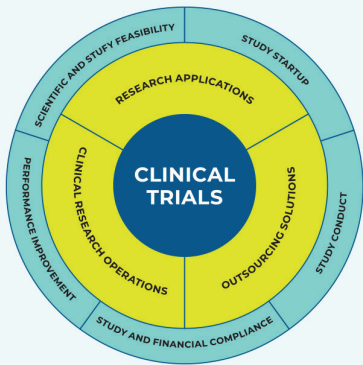 SCIENTIFIC AND STUFY FEASIBILITY
STUDY STARTUP
RESEARCH APPLICATIONS
CLINICAL
TRIALS
CLINICAL RESEARCH OPERATIONS
OUTSOURCING SOLUTIONS
PERFORMANCE IMPROVEMENT
STUDY CONDUCT
STUDY AND FINANCIAL COMPLIANCE